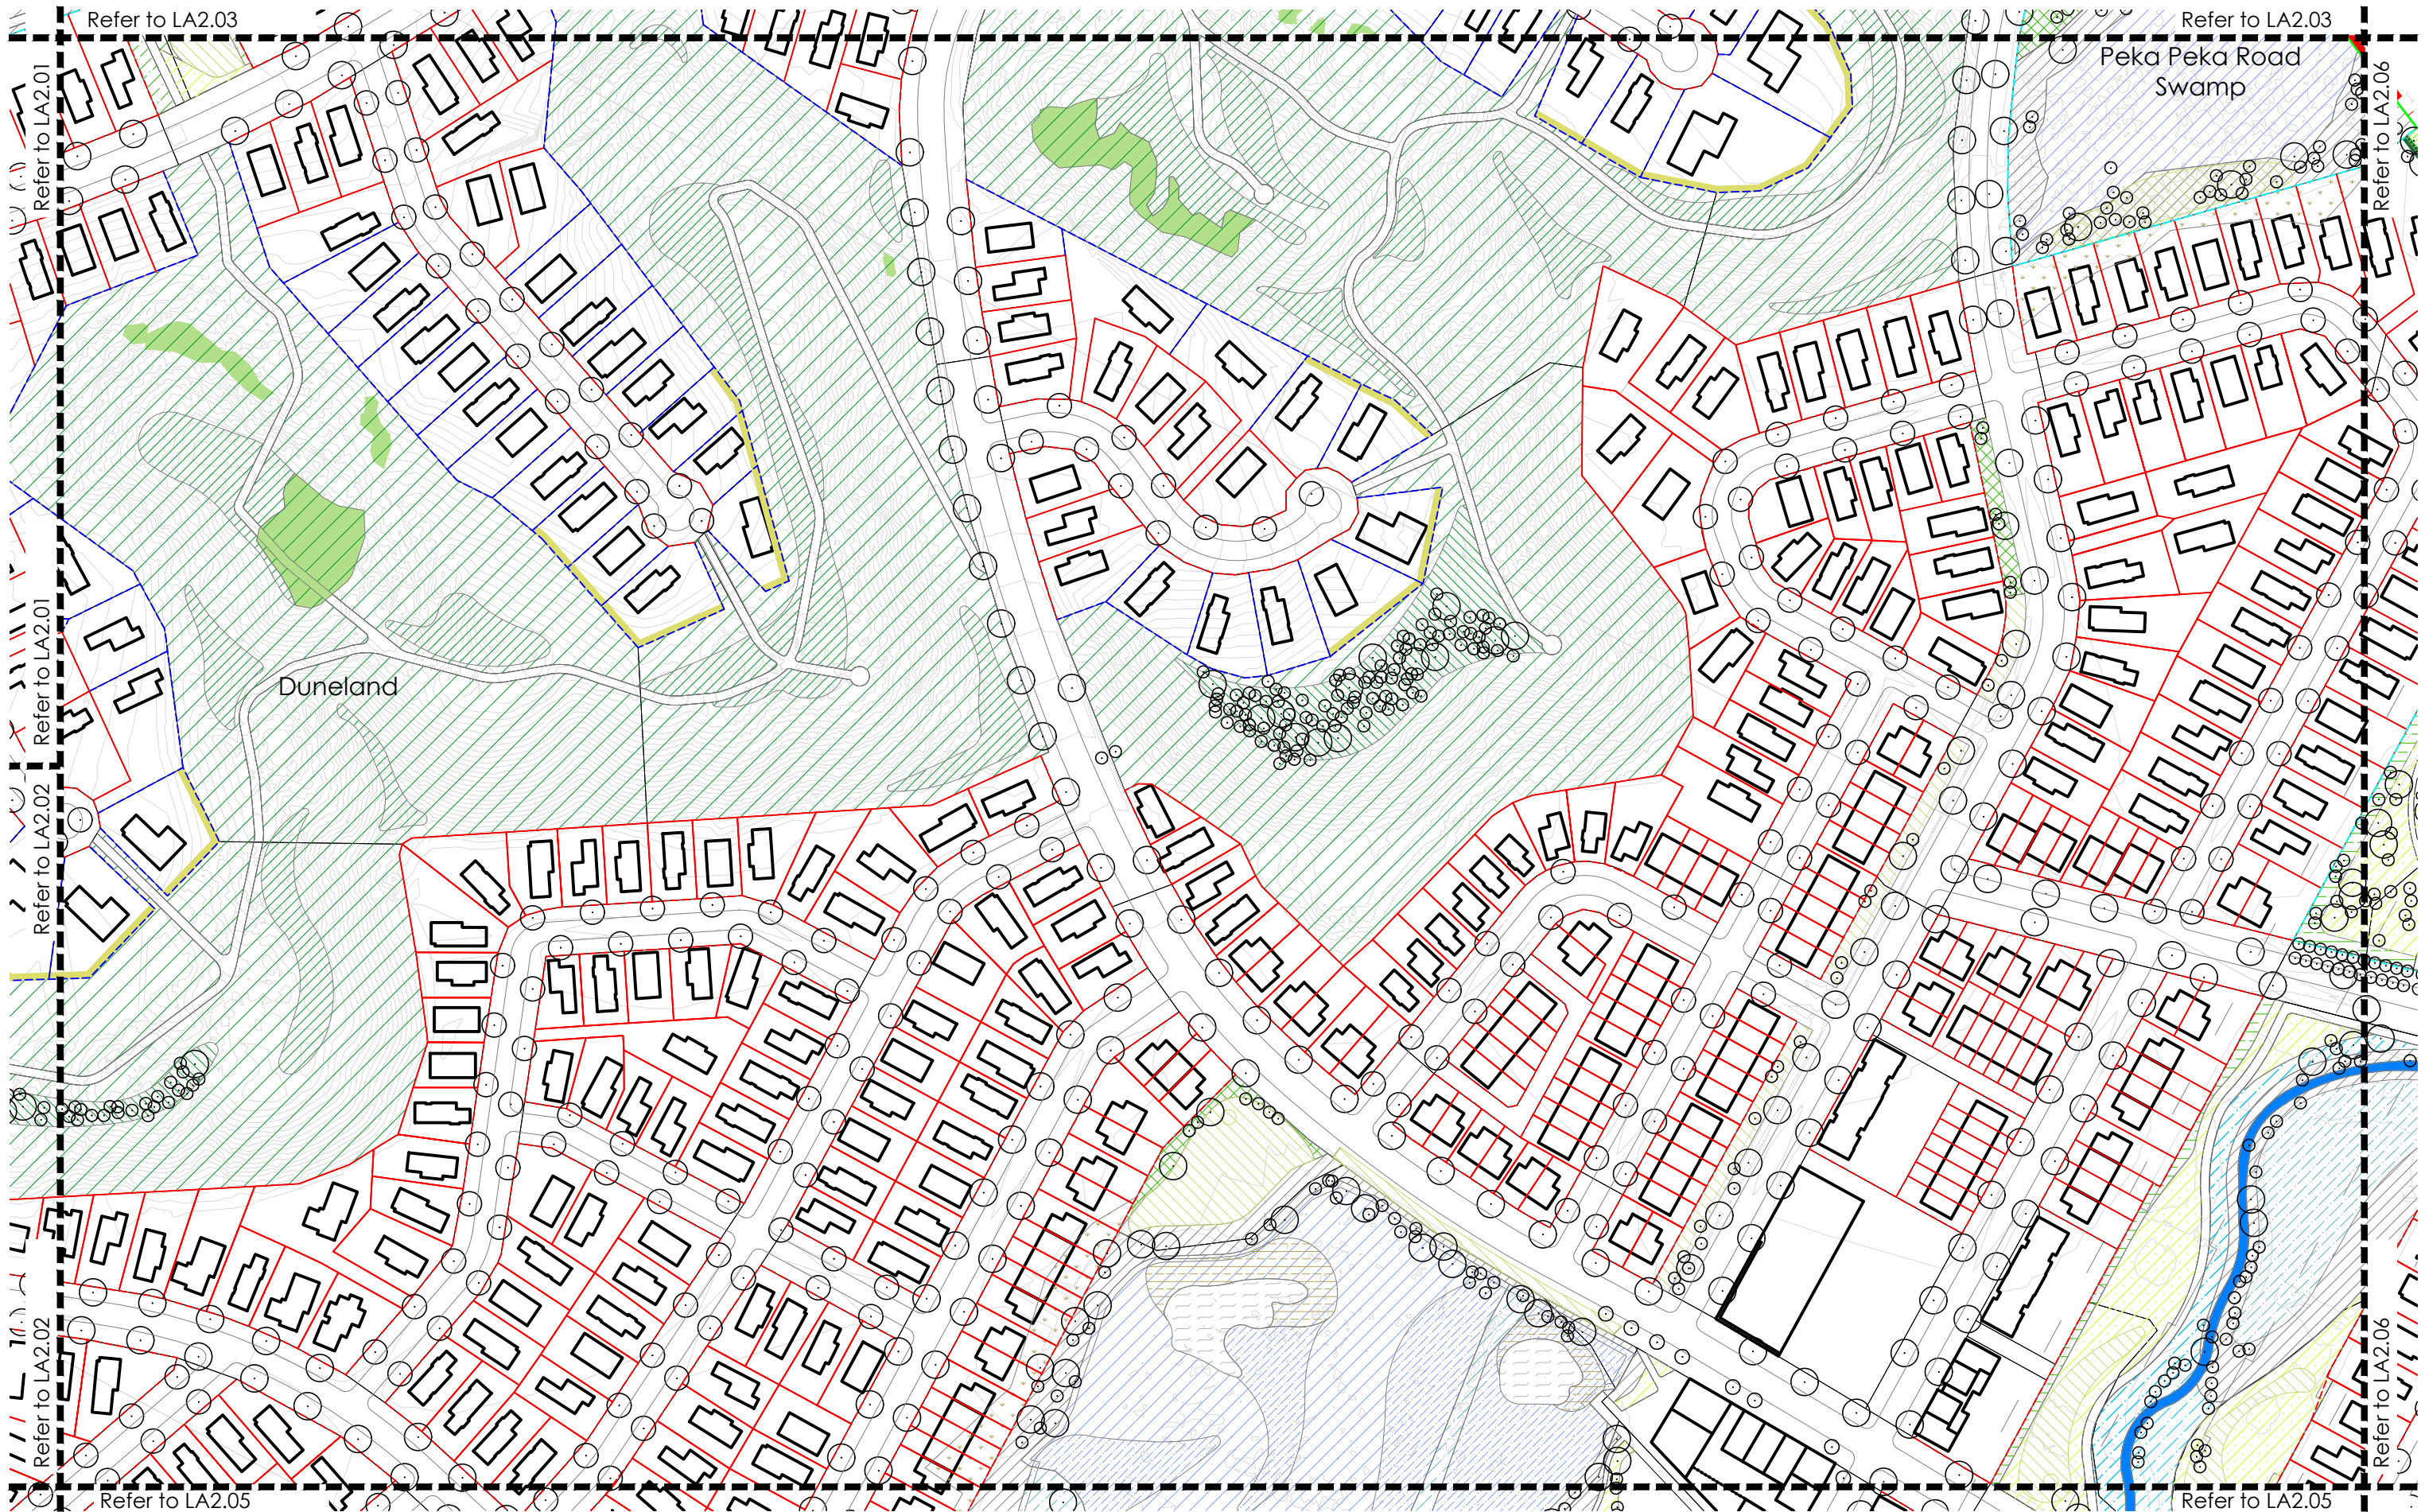 Refer to LA2.03
Refer to LA2.03
Peka Peka Road
Swamp
Refer to LA2.01
Refer to LA2.06
Refer to LA2.01
Duneland
Refer to LA2.02
Refer to LA2.02
Refer to LA2.06
Refer to LA2.05
Refer to LA2.05